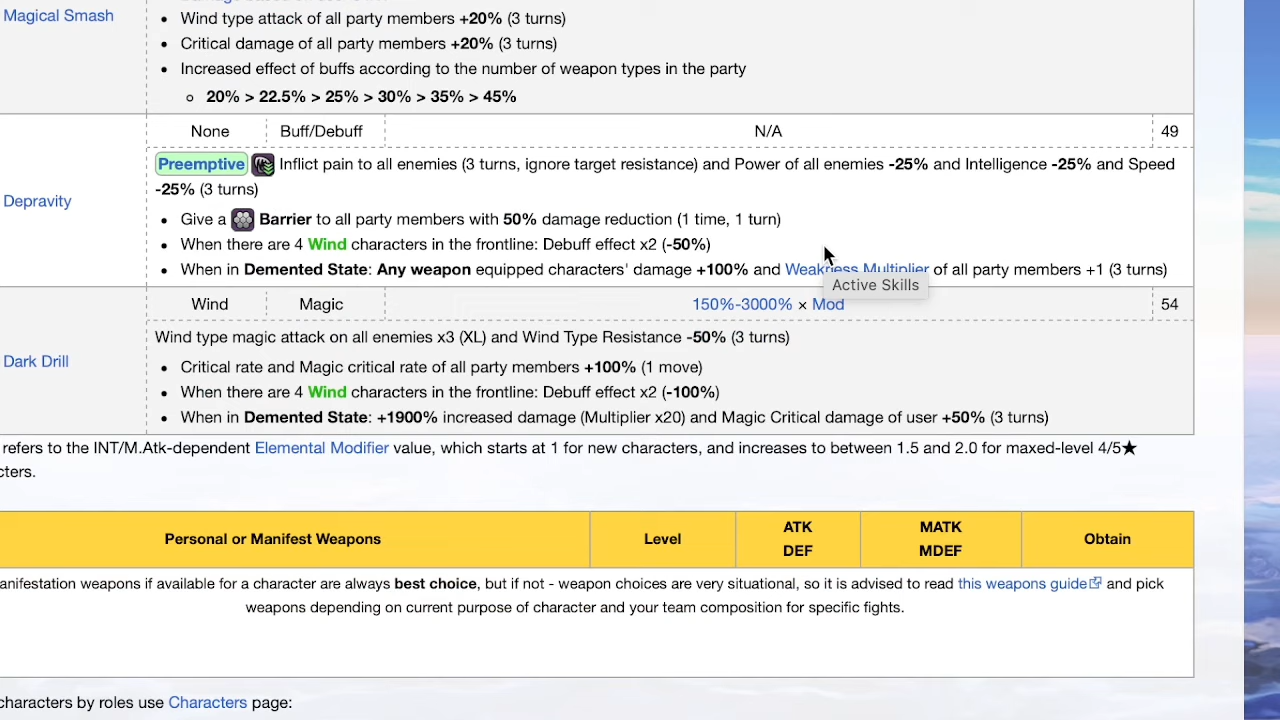 Magical Smash
Wind type attack of all party members +20% (3 turns)
Critical damage of all party members +20% (3 turns)
Increased effect of buffs according to the number of weapon types in the party
20% > 22.5% > 25% > 30% > 35% > 45%
None Buff/Debuff N/A 49
Depravity
Preemptive Inflict pain to all enemies (3 turns, ignore target resistance) and Power of all enemies -25% and Intelligence -25% and Speed
-25% (3 turns)
Give a Barrier to all party members with 50% damage reduction (1 time, 1 turn)
When there are 4 Wind characters in the frontline: Debuff effect x2 (-50%)
When in Demented State: Any weapon equipped characters' damage +100% and Weakness Multiplier of all party members +1 (3 turns)
Active Skills
Wind Magic 150%-3000% × Mod 54
Dark Drill
Wind type magic attack on all enemies x3 (XL) and Wind Type Resistance -50% (3 turns)
Critical rate and Magic critical rate of all party members +100% (1 move)
When there are 4 Wind characters in the frontline: Debuff effect x2 (-100%)
When in Demented State: +1900% increased damage (Multiplier x20) and Magic Critical damage of user +50% (3 turns)
refers to the INT/M.Atk-dependent Elemental Modifier value, which starts at 1 for new characters, and increases to between 1.5 and 2.0 for maxed-level 4/5★
cters.
Personal or Manifest Weapons Level ATK DEF MATK MDEF Obtain
anifestation weapons if available for a character are always best choice, but if not - weapon choices are very situational, so it is advised to read this weapons guide and pick
weapons depending on current purpose of character and your team composition for specific fights.
characters by roles use Characters page: